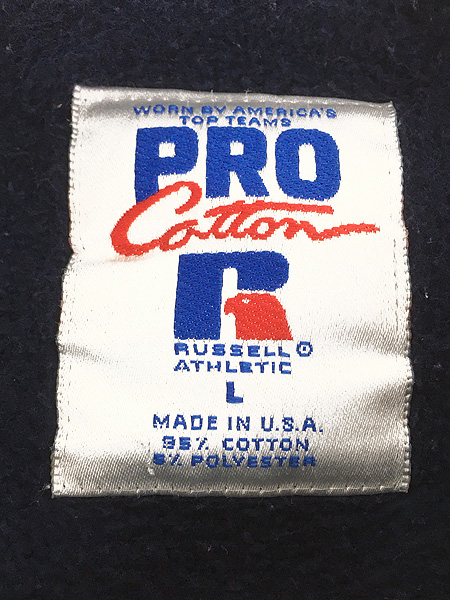 WORN BY AMERICA'S
TOP TEAMS
PRO
Cotton
RUSSELL ®
ATHLETIC
L
MADE IN U.S.A.
95% COTTON
5% POLYESTER